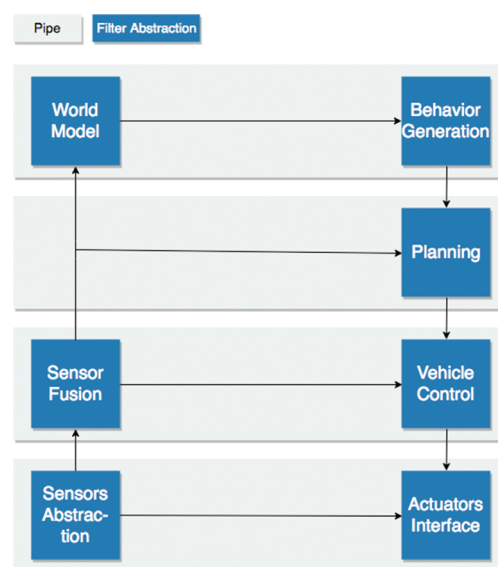 Pipe
Filter Abstraction
World
Model
Behavior
Generation
Planning
Sensor
Fusion
Vehicle
Control
Sensors
Abstrac-
tion
Actuators
Interface